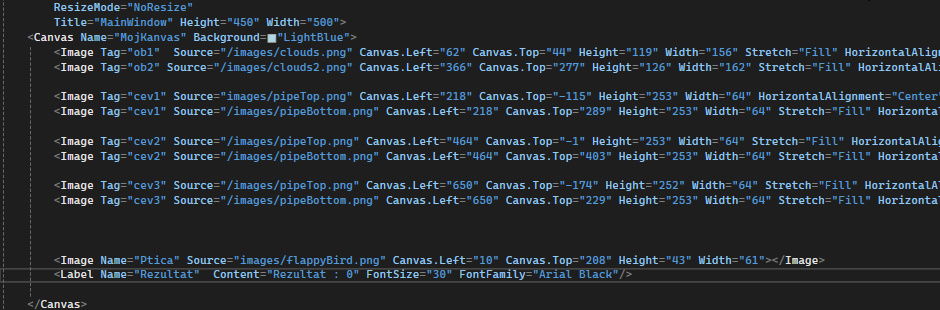 ResizeMode="NoResize"
Title="MainWindow" Height="450" Width="500">
<Canvas Name="MojKanvas" Background="LightBlue">
<Image Tag="ob1"  Source="/images/clouds.png" Canvas.Left="62" Canvas.Top="44" Height="119" Width="156" Stretch="Fill" HorizontalAlign
<Image Tag="ob2" Source="/images/clouds2.png" Canvas.Left="366" Canvas.Top="277" Height="126" Width="162" Stretch="Fill" HorizontalA
<Image Tag="cev1" Source="images/pipeTop.png" Canvas.Left="218" Canvas.Top="-115" Height="253" Width="64" HorizontalAlignment="Center"
<Image Tag="cev1" Source="/images/pipeBottom.png" Canvas.Left="218" Canvas.Top="289" Height="253" Width="64" Stretch="Fill" Horizonta
<Image Tag="cev2" Source="/images/pipeTop.png" Canvas.Left="464" Canvas.Top="-1" Height="253" Width="64" Stretch="Fill" HorizontalAlig
<Image Tag="cev2" Source="/images/pipeBottom.png" Canvas.Left="464" Canvas.Top="403" Height="253" Width="64" Stretch="Fill" Horizonta
<Image Tag="cev3" Source="/images/pipeTop.png" Canvas.Left="650" Canvas.Top="-174" Height="252" Width="64" Stretch="Fill" HorizontalA
<Image Tag="cev3" Source="/images/pipeBottom.png" Canvas.Left="650" Canvas.Top="229" Height="253" Width="64" Stretch="Fill" Horizonta
<Image Name="Ptica" Source="images/flappyBird.png" Canvas.Left="10" Canvas.Top="208" Height="43" Width="61"></Image>
<Label Name="Rezultat"  Content="Rezultat : 0" FontSize="30" FontFamily="Arial Black"/>
</Canvas>